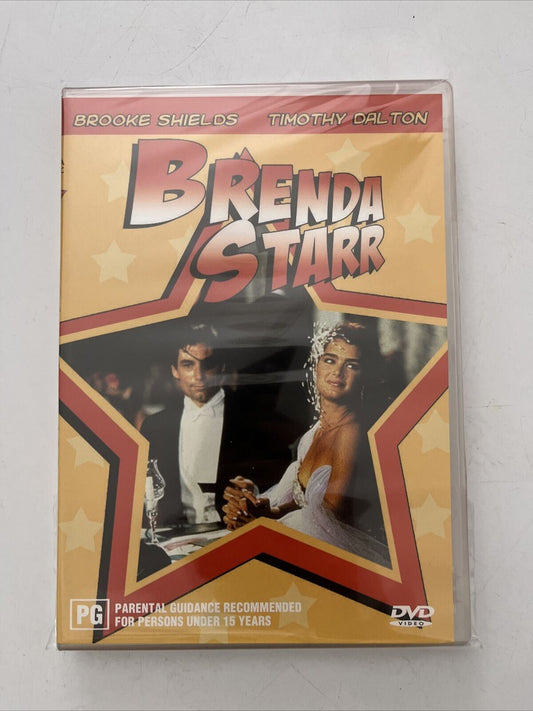 BROOKE SHIELDS TIMOTHY DALTON
BRENDA
STARR
PG PARENTAL GUIDANCE RECOMMENDED
FOR PERSONS UNDER 15 YEARS
DVD
VIDEO